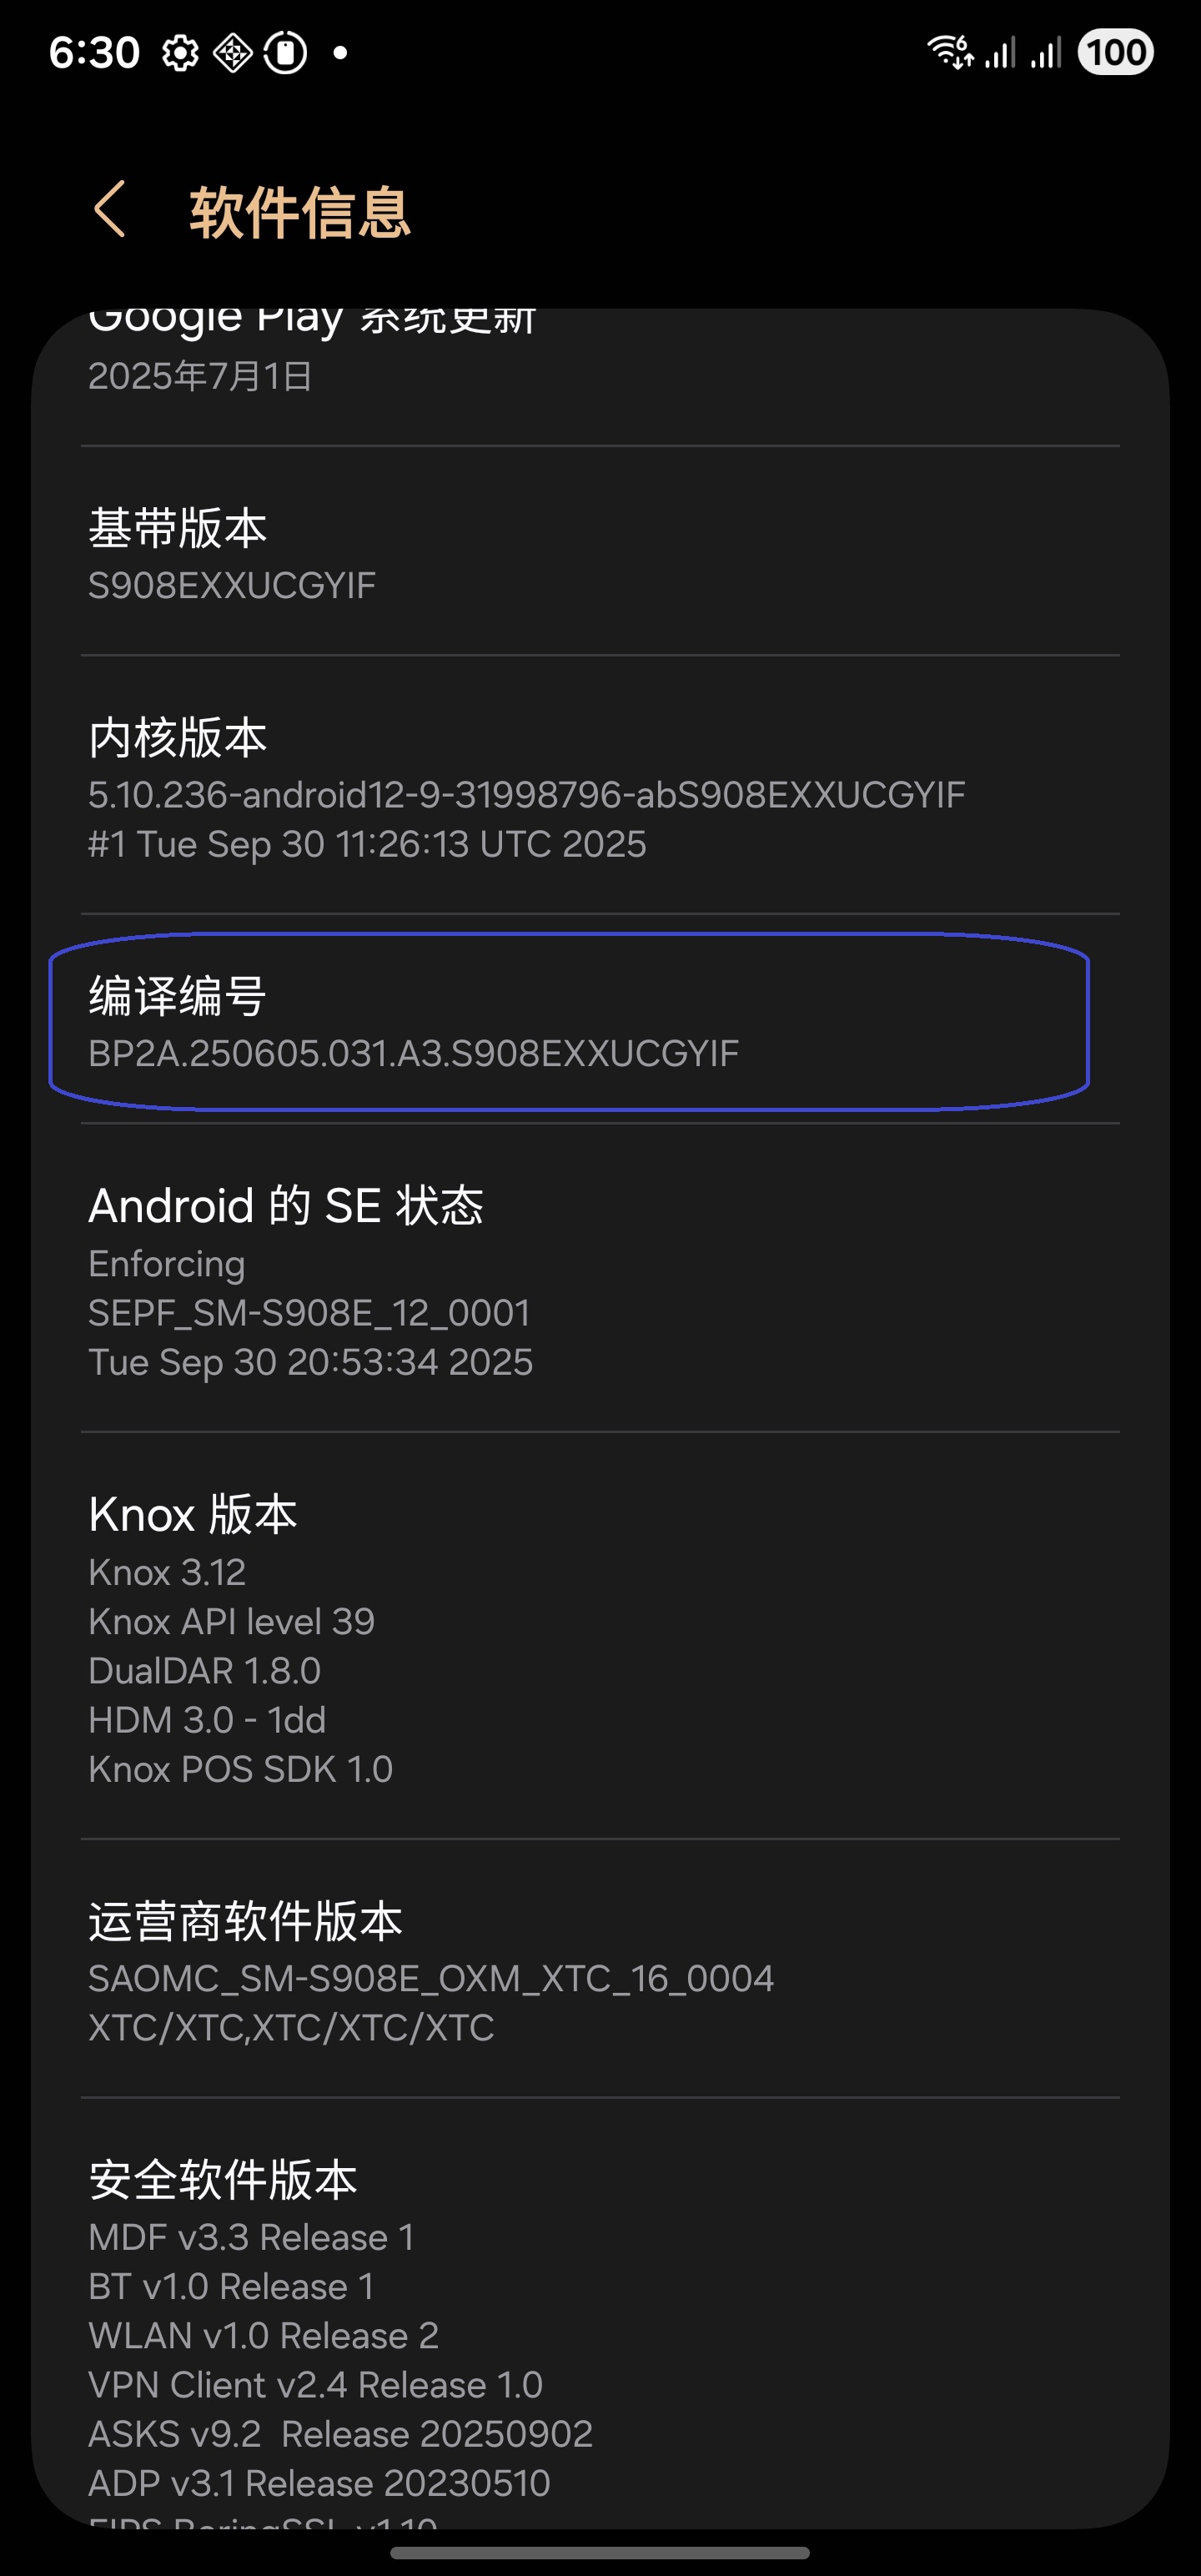 6:30
6
100
软件信息
Google Play 系统更新
2025年7月1日
基带版本
S908EXXUCGYIF
内核版本
5.10.236-android12-9-31998796-abS908EXXUCGYIF
#1 Tue Sep 30 11:26:13 UTC 2025
编译编号
BP2A.250605.031.A3.S908EXXUCGYIF
Android 的 SE 状态
Enforcing
SEPF_SM-S908E_12_0001
Tue Sep 30 20:53:34 2025
Knox 版本
Knox 3.12
Knox API level 39
DualDAR 1.8.0
HDM 3.0 - 1dd
Knox POS SDK 1.0
运营商软件版本
SAOMC_SM-S908E_OXM_XTC_16_0004
XTC/XTC,XTC/XTC/XTC
安全软件版本
MDF v3.3 Release 1
BT v1.0 Release 1
WLAN v1.0 Release 2
VPN Client v2.4 Release 1.0
ASKS v9.2  Release 20250902
ADP v3.1 Release 20230510
FIPS BoringSSL v1.10